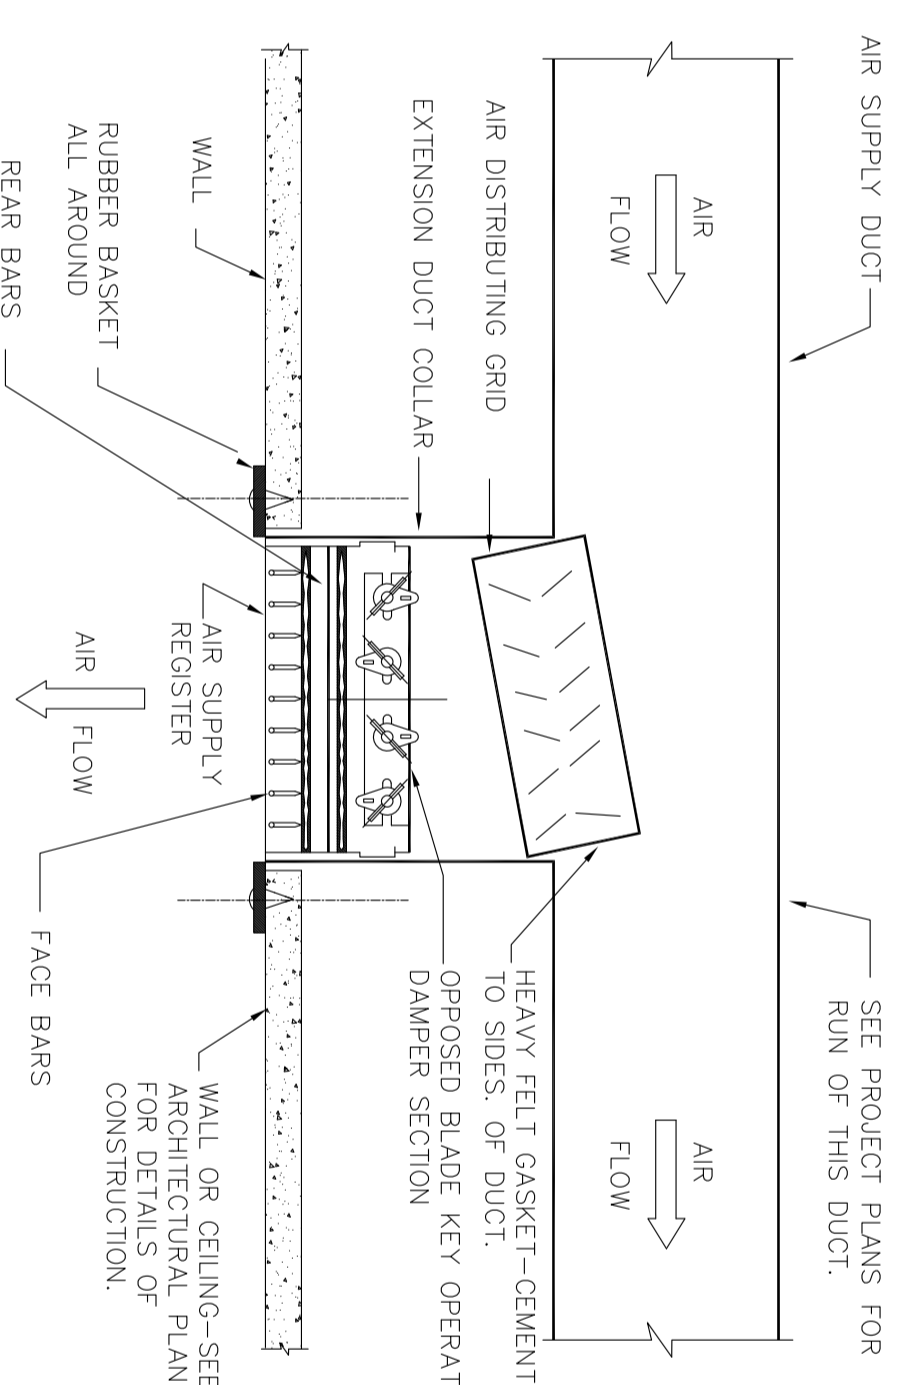 AIR SUPPLY DUCT
SEE PROJECT PLANS FOR
RUN OF THIS DUCT.
AIR
FLOW
AIR
FLOW
AIR DISTRIBUTING GRID
EXTENSION DUCT COLLAR
HEAVY FELT GASKET-CEMENT
TO SIDES. OF DUCT.
OPPOSED BLADE KEY OPERAT
DAMPER SECTION
WALL
RUBBER BASKET
ALL AROUND
REAR BARS
AIR SUPPLY
REGISTER
AIR FLOW
FACE BARS
WALL OR CEILING-SEE
ARCHITECTURAL PLAN
FOR DETAILS OF
CONSTRUCTION.